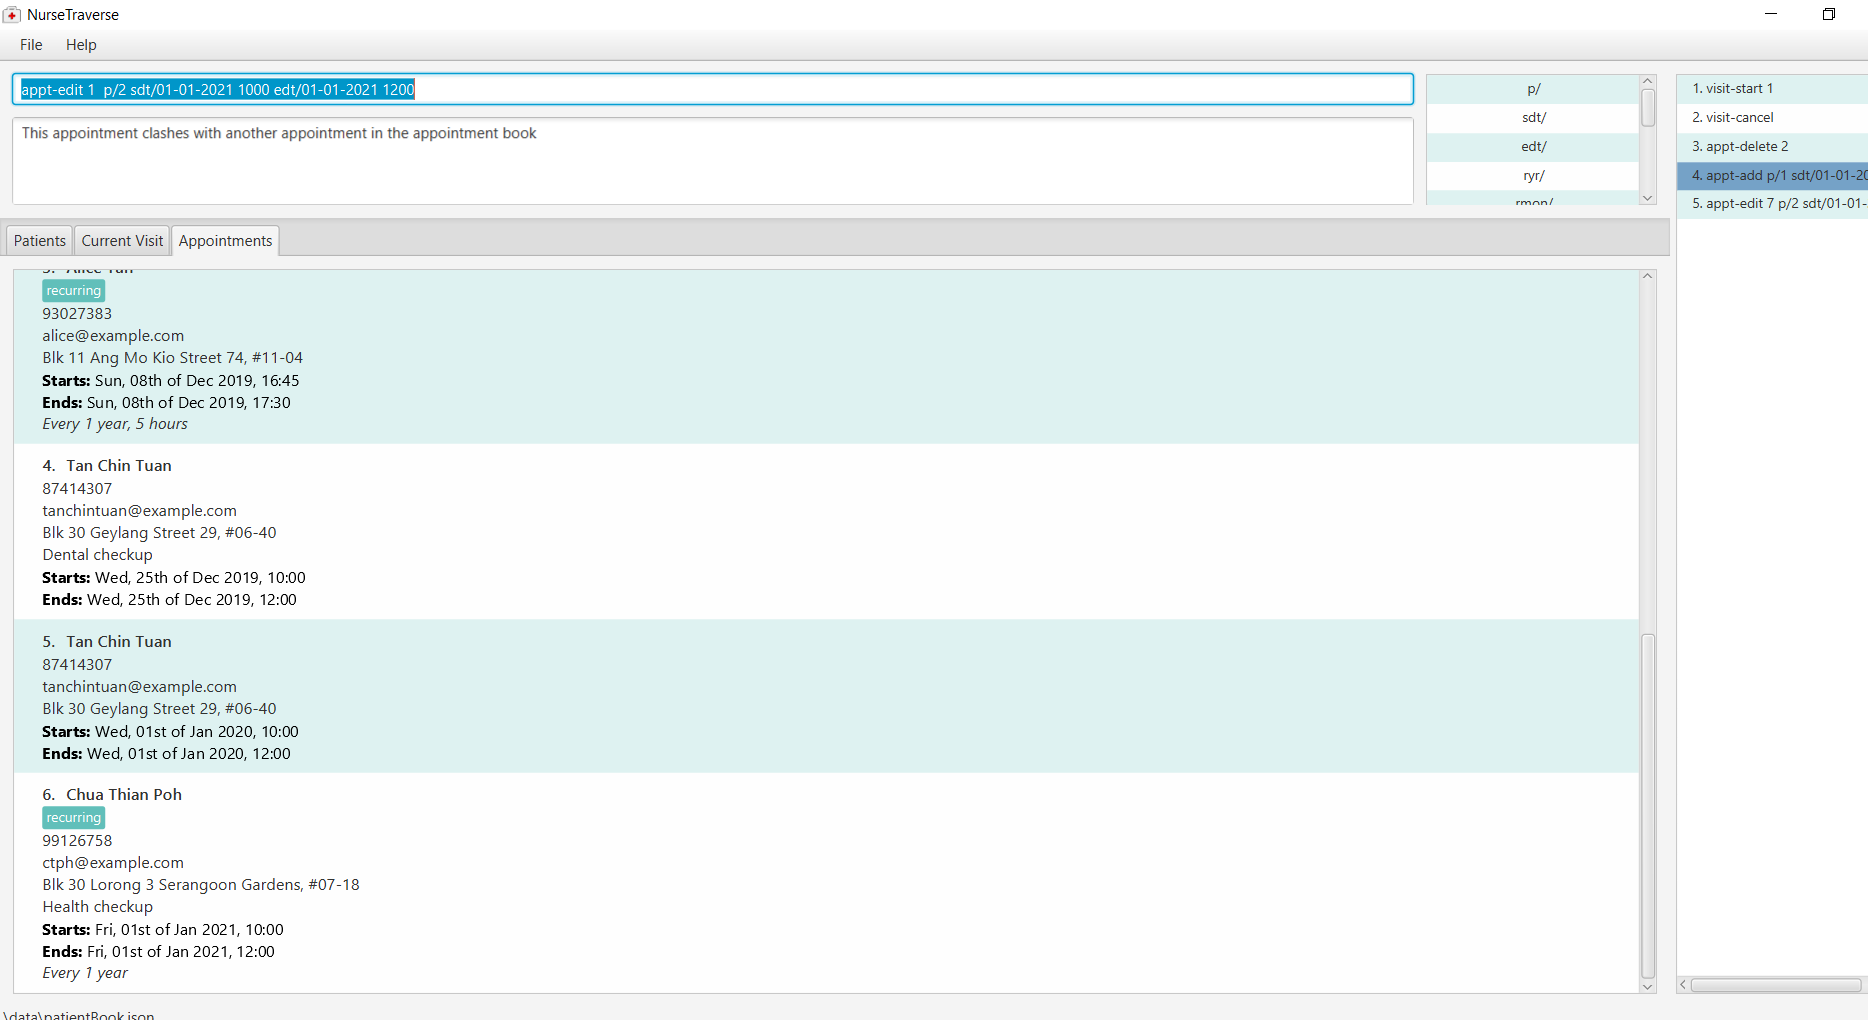 NurseTraverse
File
Help
appt-edit 1  p/2 sdt/01-01-2021 1000 edt/01-01-2021 1200
This appointment clashes with another appointment in the appointment book
p/
sdt/
edt/
ryr/
rmon/
1. visit-start 1
2. visit-cancel
3. appt-delete 2
4. appt-add p/1 sdt/01-01-20
5. appt-edit 7 p/2 sdt/01-01-
Patients
Current Visit
Appointments
3. Alice Tan
recurring
93027383
alice@example.com
Blk 11 Ang Mo Kio Street 74, #11-04
Starts: Sun, 08th of Dec 2019, 16:45
Ends: Sun, 08th of Dec 2019, 17:30
Every 1 year, 5 hours
4. Tan Chin Tuan
87414307
tanchintuan@example.com
Blk 30 Geylang Street 29, #06-40
Dental checkup
Starts: Wed, 25th of Dec 2019, 10:00
Ends: Wed, 25th of Dec 2019, 12:00
5. Tan Chin Tuan
87414307
tanchintuan@example.com
Blk 30 Geylang Street 29, #06-40
Starts: Wed, 01st of Jan 2020, 10:00
Ends: Wed, 01st of Jan 2020, 12:00
6. Chua Thian Poh
recurring
99126758
ctph@example.com
Blk 30 Lorong 3 Serangoon Gardens, #07-18
Health checkup
Starts: Fri, 01st of Jan 2021, 10:00
Ends: Fri, 01st of Jan 2021, 12:00
Every 1 year
\data\patientBook.json